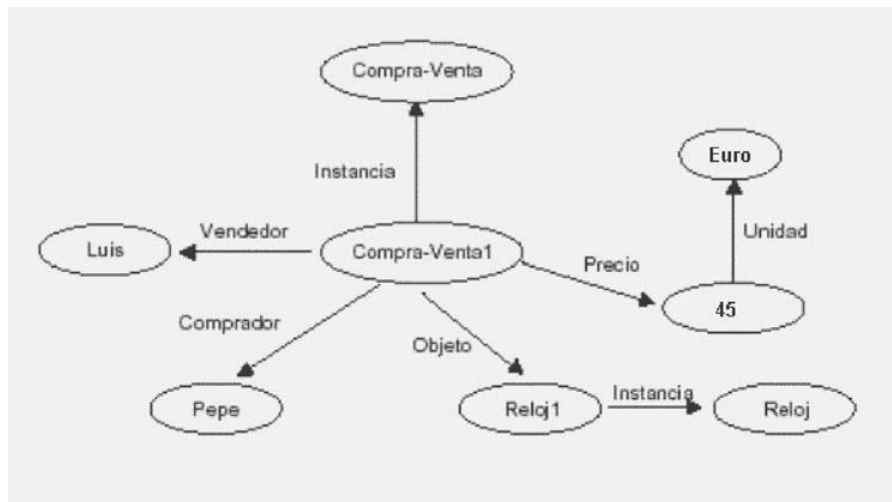 Compra-Venta
Euro
Instancia
Vendedor
Unidad
Luis
Compra-Venta1
Precio
45
Comprador
Objeto
Instancia
Pepe
Reloj1
Reloj